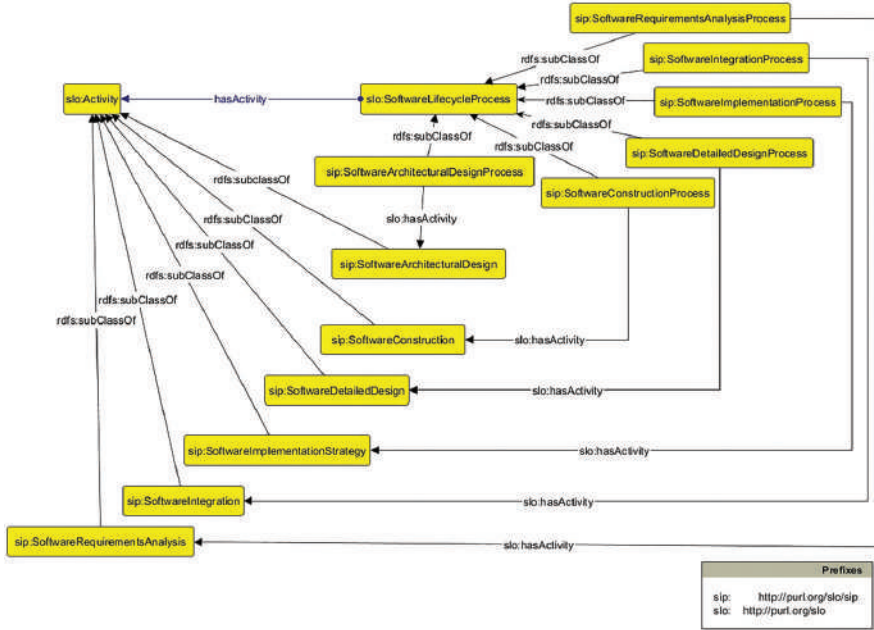 sip:SoftwareRequirementsAnalysisProcess
rdfs:subClassOf
sip:SoftwareIntegrationProcess
rdfs:subClassOf
slo:Activity
hasActivity
slo:SoftwareLifecycleProcess
rdfs:subClassOf
sip:SoftwareImplementationProcess
rdfs:subClassOf
rdfs:subClassOf
rdfs:subClassOf
sip:SoftwareDetailedDesignProcess
sip:SoftwareArchitecturalDesignProcess
rdfs:subclassOf
sip:SoftwareConstructionProcess
rdfs:subClassOf
slo:hasActivity
rdfs:subClassOf
sip:SoftwareArchitecturalDesign
rdfs:subClassOf
rdfs:subClassOf
rdfs:subClassOf
sip:SoftwareConstruction
slo:hasActivity
sip:SoftwareDetailedDesign
slo:hasActivity
sip:SoftwareImplementationStrategy
slo:hasActivity
sip:SoftwareIntegration
slo:hasActivity
sip:SoftwareRequirementsAnalysis
slo:hasActivity
Prefixes
sip: http://purl.org/slo/sip
slo: http://purl.org/slo